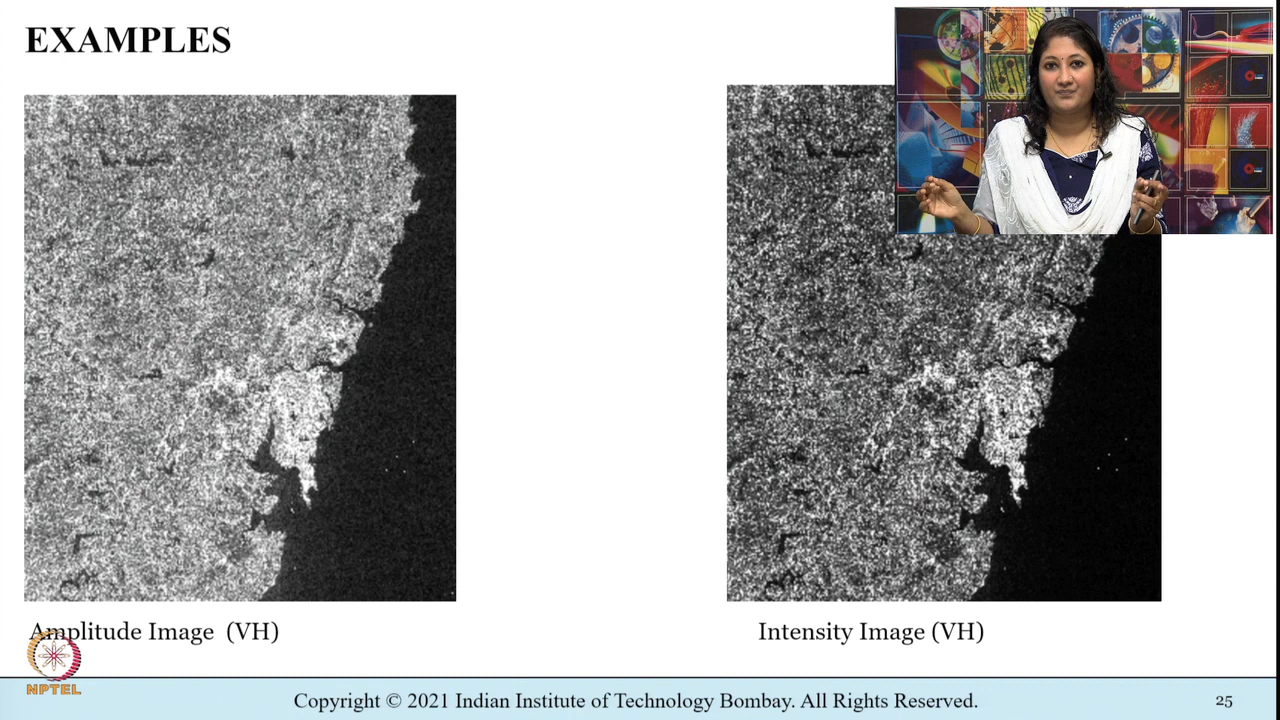 EXAMPLES
Amplitude Image (VH)
Intensity Image (VH)
NPTEL
Copyright © 2021 Indian Institute of Technology Bombay. All Rights Reserved.
25